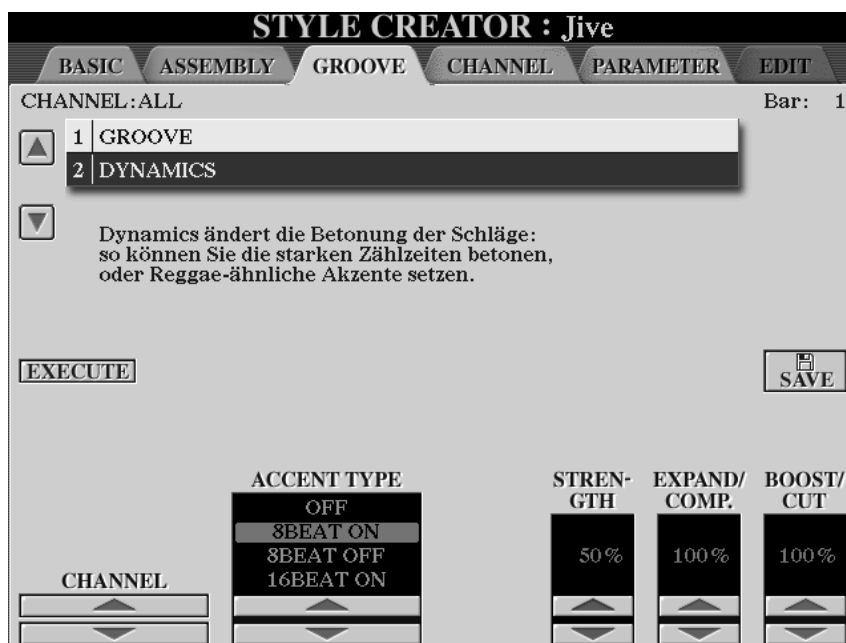 STYLE CREATOR : Jive
BASIC ASSEMBLY GROOVE CHANNEL PARAMETER EDIT
CHANNEL:ALL Bar: 1
1 GROOVE
2 DYNAMICS
Dynamics ändert die Betonung der Schläge:
so können Sie die starken Zählzeiten betonen,
oder Reggae-ähnliche Akzente setzen.
EXECUTE
SAVE
CHANNEL
ACCENT TYPE
OFF
8BEAT ON
8BEAT OFF
16BEAT ON
STREN-
GTH
50%
EXPAND/
COMP.
100%
BOOST/
CUT
100%